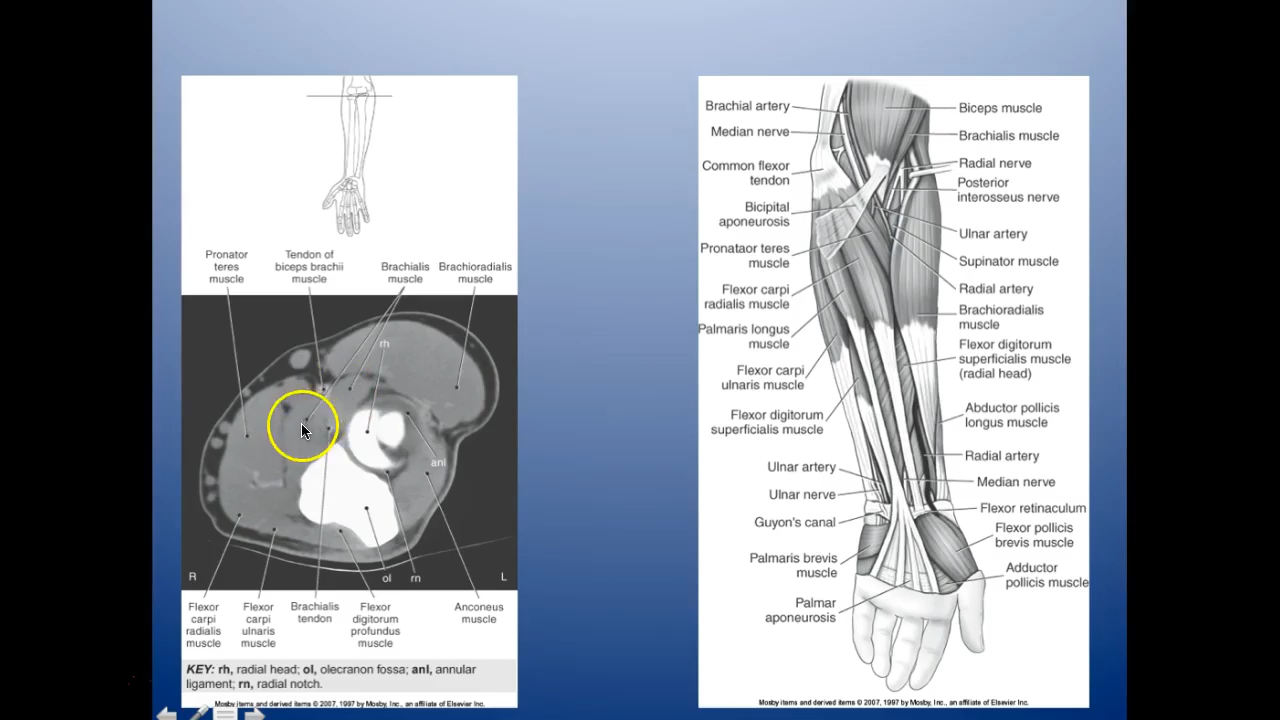 Pronator
teres
muscle
Tendon of
biceps brachii
muscle
Brachialis
muscle
Brachioradialis
muscle
rh
anl
R
ol
rn
L
Flexor
carpi
radialis
muscle
Flexor
carpi
ulnaris
muscle
Brachialis
tendon
Flexor
digitorum
profundus
muscle
Anconeus
muscle
KEY: rh, radial head; ol, olecranon fossa; anl, annular
ligament; rn, radial notch.
Mosby items and derived items © 2007, 1997 by Mosby, Inc., an affiliate of Elsevier Inc.
Brachial artery
Median nerve
Common flexor
tendon
Bicipital
aponeurosis
Pronataor teres
muscle
Flexor carpi
radialis muscle
Palmaris longus
muscle
Flexor carpi
ulnaris muscle
Flexor digitorum
superficialis muscle
Ulnar artery
Ulnar nerve
Guyon's canal
Palmaris brevis
muscle
Palmar
aponeurosis
Biceps muscle
Brachialis muscle
Radial nerve
Posterior
interosseus nerve
Ulnar artery
Supinator muscle
Radial artery
Brachioradialis
muscle
Flexor digitorum
superficialis muscle
(radial head)
Abductor pollicis
longus muscle
Radial artery
Median nerve
Flexor retinaculum
Flexor pollicis
brevis muscle
Adductor
pollicis muscle
Mosby items and derived items © 2007, 1997 by Mosby, Inc., an affiliate of Elsevier Inc.